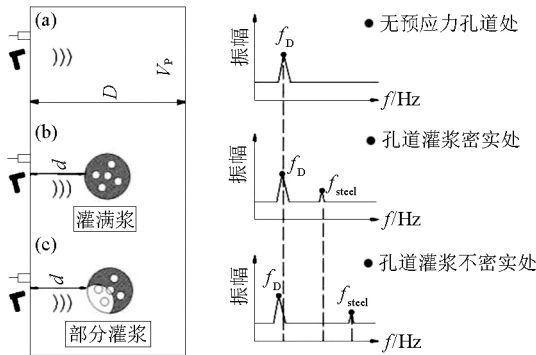 (a)
V_P
D
振幅
f_D
f/Hz
● 无预应力孔道处
(b)
d
灌满浆
振幅
f_D
f_steel
f/Hz
● 孔道灌浆密实处
(c)
d
部分灌浆
振幅
f_D
f_steel
f/Hz
● 孔道灌浆不密实处